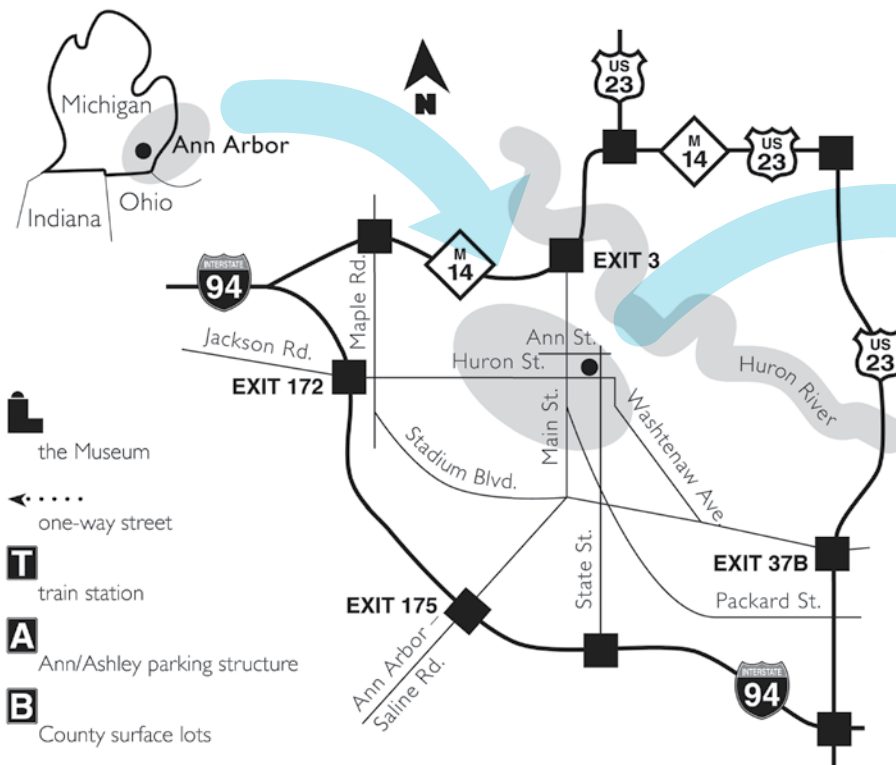 Michigan
Ann Arbor
Indiana
Ohio
N
US
23
M
14
US
23
INTERSTATE
94
Maple Rd.
M
14
EXIT 3
Jackson Rd.
EXIT 172
Huron St.
Ann St.
Main St.
Washtenaw Ave.
Huron River
US
23
Stadium Blvd.
State St.
EXIT 37B
Packard St.
EXIT 175
Ann Arbor –
Saline Rd.
INTERSTATE
94
the Museum
one-way street
T
train station
A
Ann/Ashley parking structure
B
County surface lots